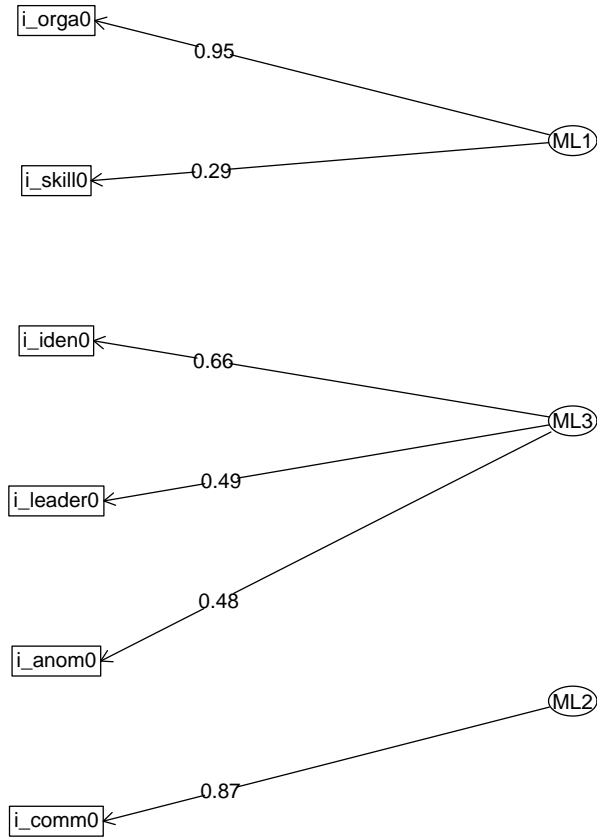 i_orga0
0.95
ML1
i_skill0
0.29
i_iden0
0.66
ML3
i_leader0
0.49
0.48
i_anom0
ML2
0.87
i_comm0